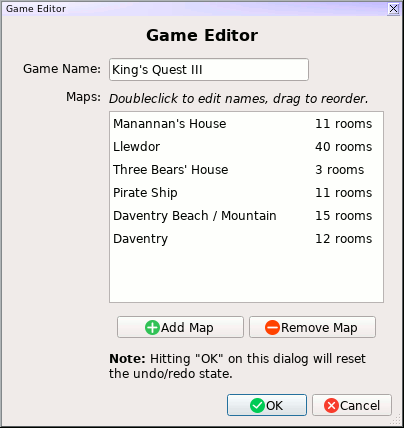 Game Editor
Game Editor
Game Name: King's Quest III
Maps: Doubleclick to edit names, drag to reorder.
Manannan's House 11 rooms
Llewdor 40 rooms
Three Bears' House 3 rooms
Pirate Ship 11 rooms
Daventry Beach / Mountain 15 rooms
Daventry 12 rooms
Add Map Remove Map
Note: Hitting "OK" on this dialog will reset
the undo/redo state.
OK Cancel